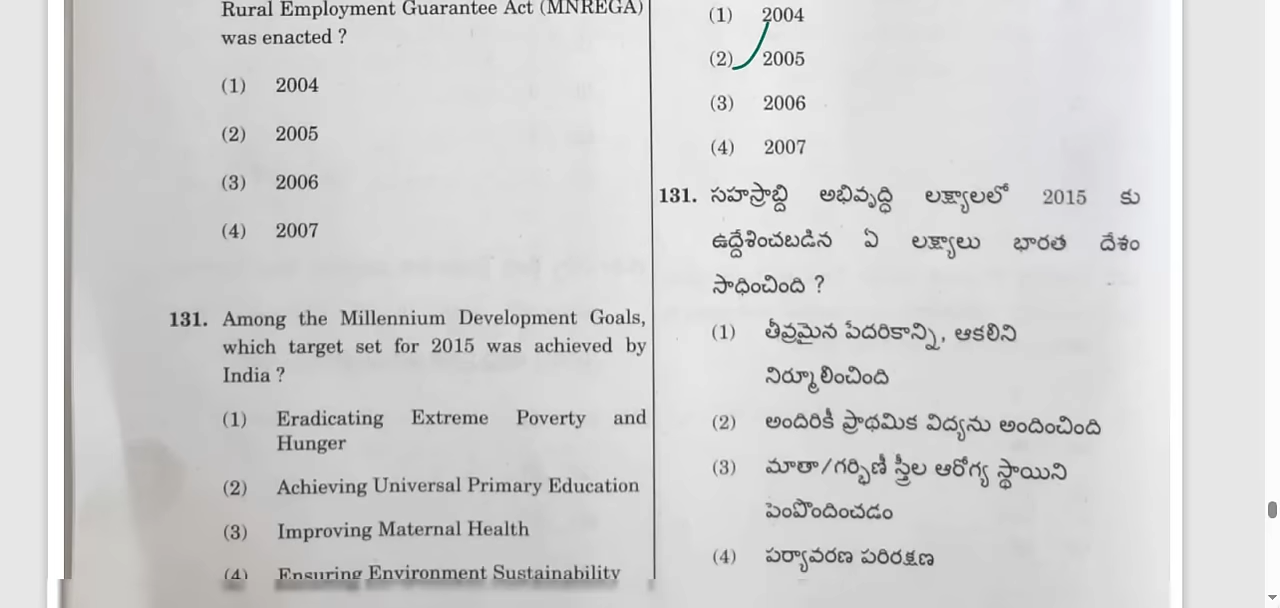 Rural Employment Guarantee Act (MNREGA)
was enacted ?
(1) 2004
(2) 2005
(3) 2006
(4) 2007
131. Among the Millennium Development Goals,
which target set for 2015 was achieved by
India ?
(1) Eradicating Extreme Poverty and
Hunger
(2) Achieving Universal Primary Education
(3) Improving Maternal Health
(4) Ensuring Environment Sustainability
(1) 2004
(2) 2005
(3) 2006
(4) 2007
131. సహస్రాబ్ది అభివృద్ధి లక్ష్యాలలో 2015 కు
ఉద్దేశించబడిన ఏ లక్ష్యాలు భారత దేశం
సాధించింది ?
(1) తీవ్రమైన పేదరికాన్ని, ఆకలిని
నిర్మూలించింది
(2) అందిరికీ ప్రాథమిక విద్యను అందించింది
(3) మాతా/గర్భిణీ స్త్రీల ఆరోగ్య స్థాయిని
పెంపొందించడం
(4) పర్యావరణ పరిరక్షణ